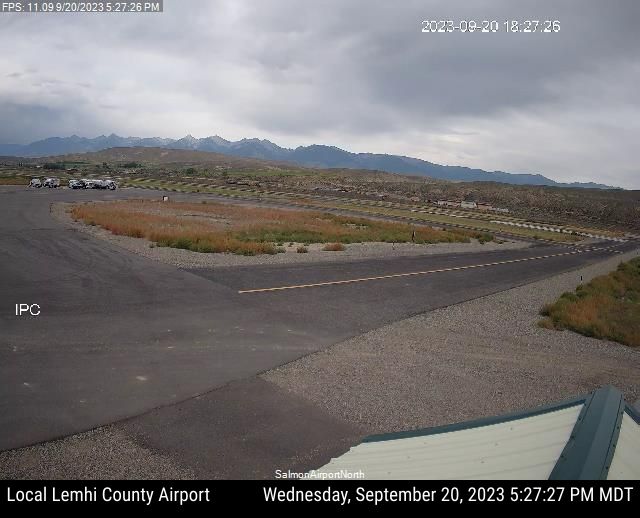 FPS: 11.09 9/20/2023 5:27:26 PM
2023-09-20 18:27:26
IPC
SalmonAirportNorth
Local Lemhi County Airport Wednesday, September 20, 2023 5:27:27 PM MDT